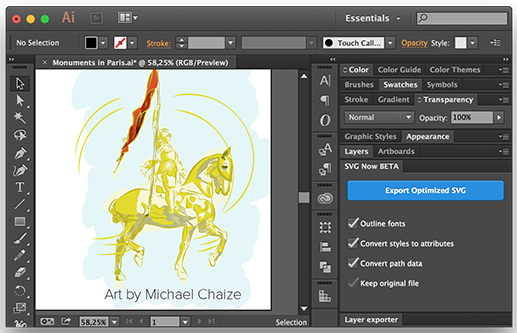 Ai
Br
Essentials
No Selection
Stroke:
Touch Call...
Opacity
Style:
× Monuments in Paris.ai* @ 58,25% (RGB/Preview)
Art by Michael Chaize
58,25%
1
Selection
Color
Color Guide
Color Themes
Brushes
Swatches
Symbols
Stroke
Gradient
Transparency
Normal
Opacity:
100%
Graphic Styles
Appearance
Layers
Artboards
SVG Now BETA
Export Optimized SVG
Outline fonts
Convert styles to attributes
Convert path data
Keep original file
Layer exporter